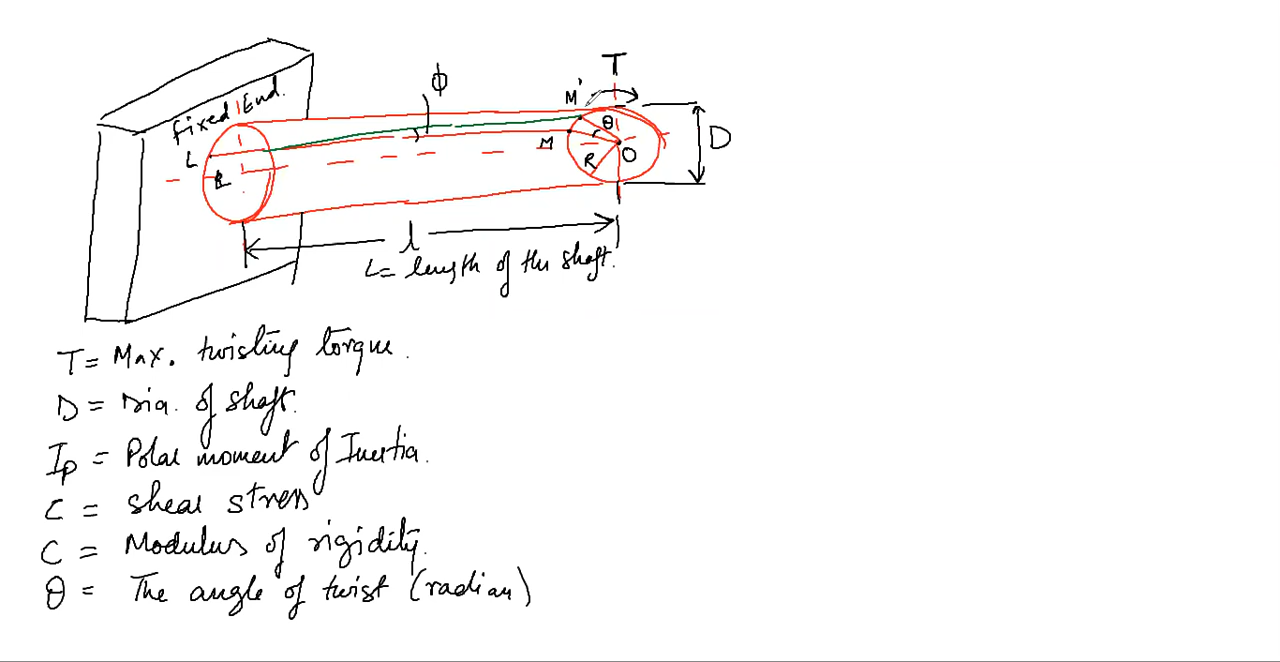 T
ϕ
M'
fixed End.
θ
L
M
O
D
R
l
L= length of the shaft.
T= Max. twisting torque.
D = Dia. of shaft.
Ip = Polar moment of Inertia.
τ = shear stress
C = Modulus of rigidity.
θ = The angle of twist (radian)